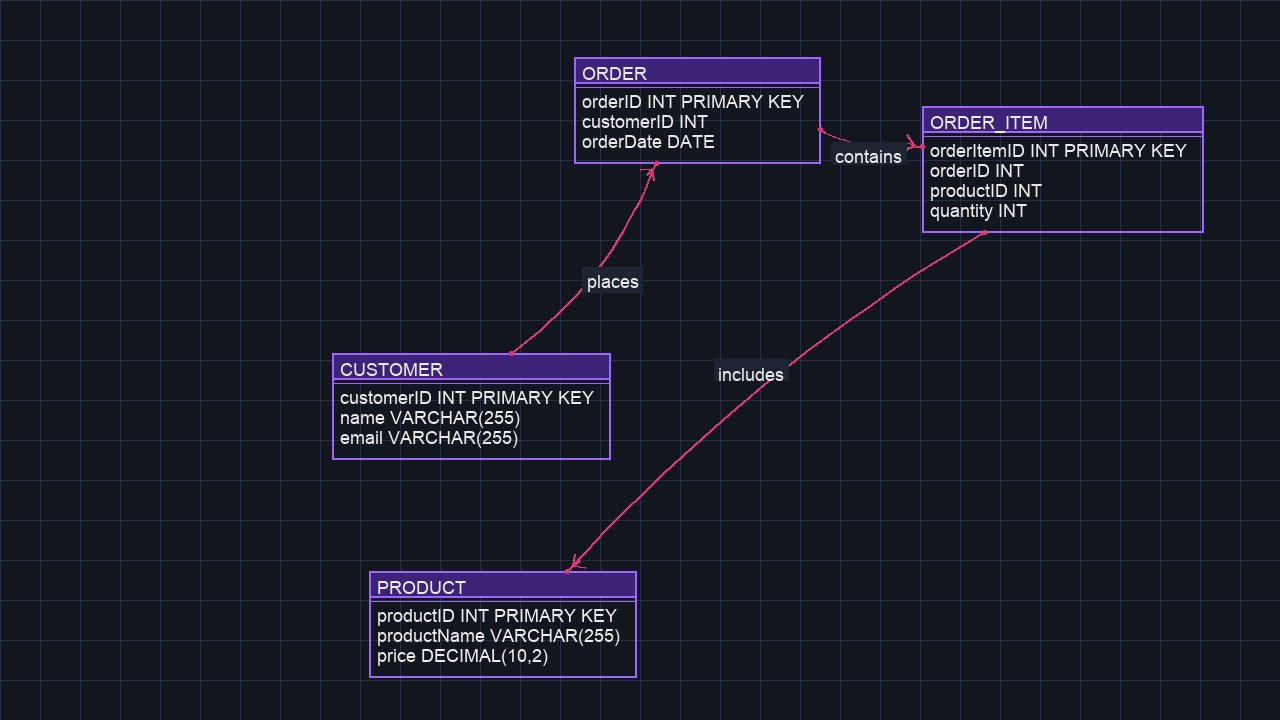 ORDER
orderID INT PRIMARY KEY
customerID INT
orderDate DATE
contains
ORDER_ITEM
orderItemID INT PRIMARY KEY
orderID INT
productID INT
quantity INT
places
includes
CUSTOMER
customerID INT PRIMARY KEY
name VARCHAR(255)
email VARCHAR(255)
PRODUCT
productID INT PRIMARY KEY
productName VARCHAR(255)
price DECIMAL(10,2)